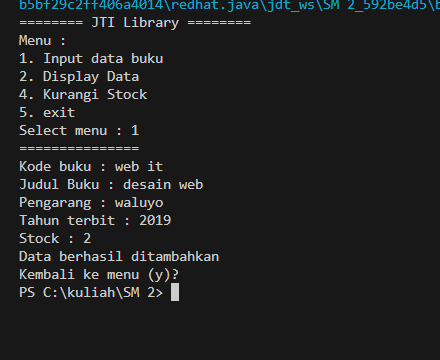 b5bf29c2ff406a4014\redhat.java\jdt_ws\SM 2_592be4d5\b
======== JTI Library ========
Menu :
1. Input data buku
2. Display Data
4. Kurangi Stock
5. exit
Select menu : 1
===============
Kode buku : web it
Judul Buku : desain web
Pengarang : waluyo
Tahun terbit : 2019
Stock : 2
Data berhasil ditambahkan
Kembali ke menu (y)?
PS C:\kuliah\SM 2>